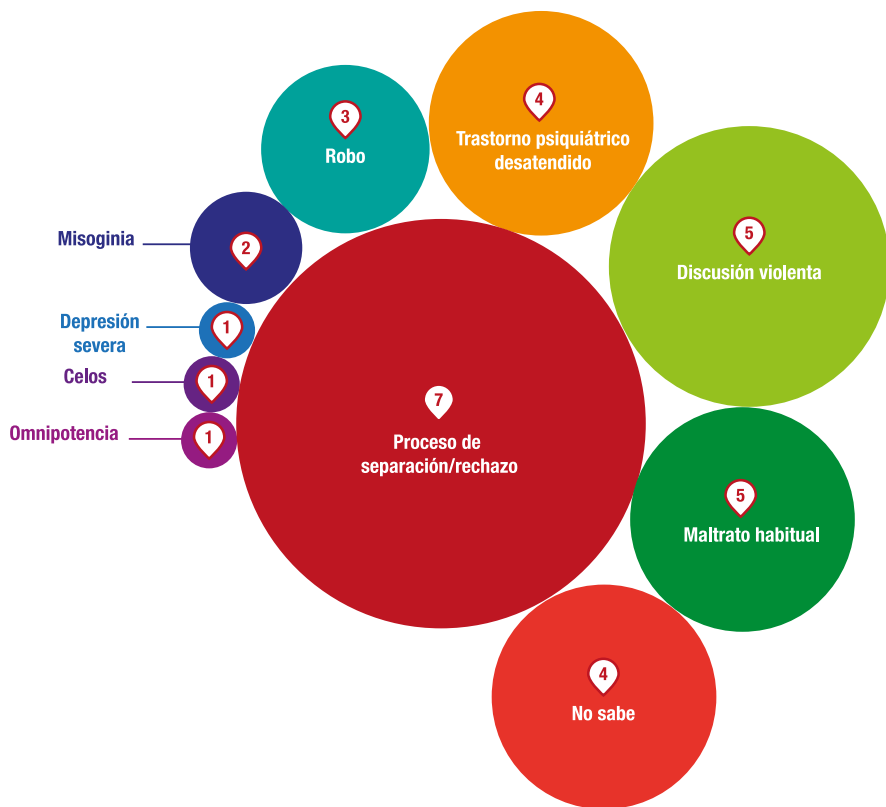 4
Trastorno psiquiátrico
desatendido
3
Robo
5
Discusión violenta
Misoginia
2
Depresión
severa
1
Celos
1
Omnipotencia
1
7
Proceso de
separación/rechazo
5
Maltrato habitual
4
No sabe